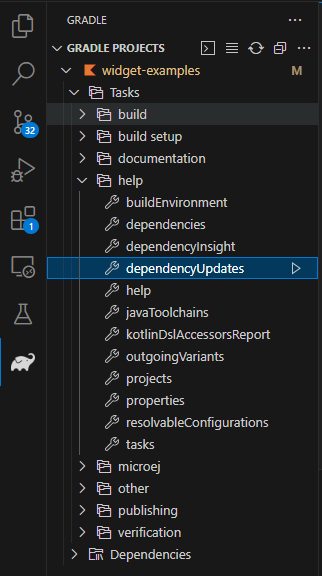 GRADLE
GRADLE PROJECTS
widget-examples M
Tasks
build
build setup
documentation
help
buildEnvironment
dependencies
dependencyInsight
dependencyUpdates
help
javaToolchains
kotlinDslAccessorsReport
outgoingVariants
projects
properties
resolvableConfigurations
tasks
microej
other
publishing
verification
Dependencies
32
1